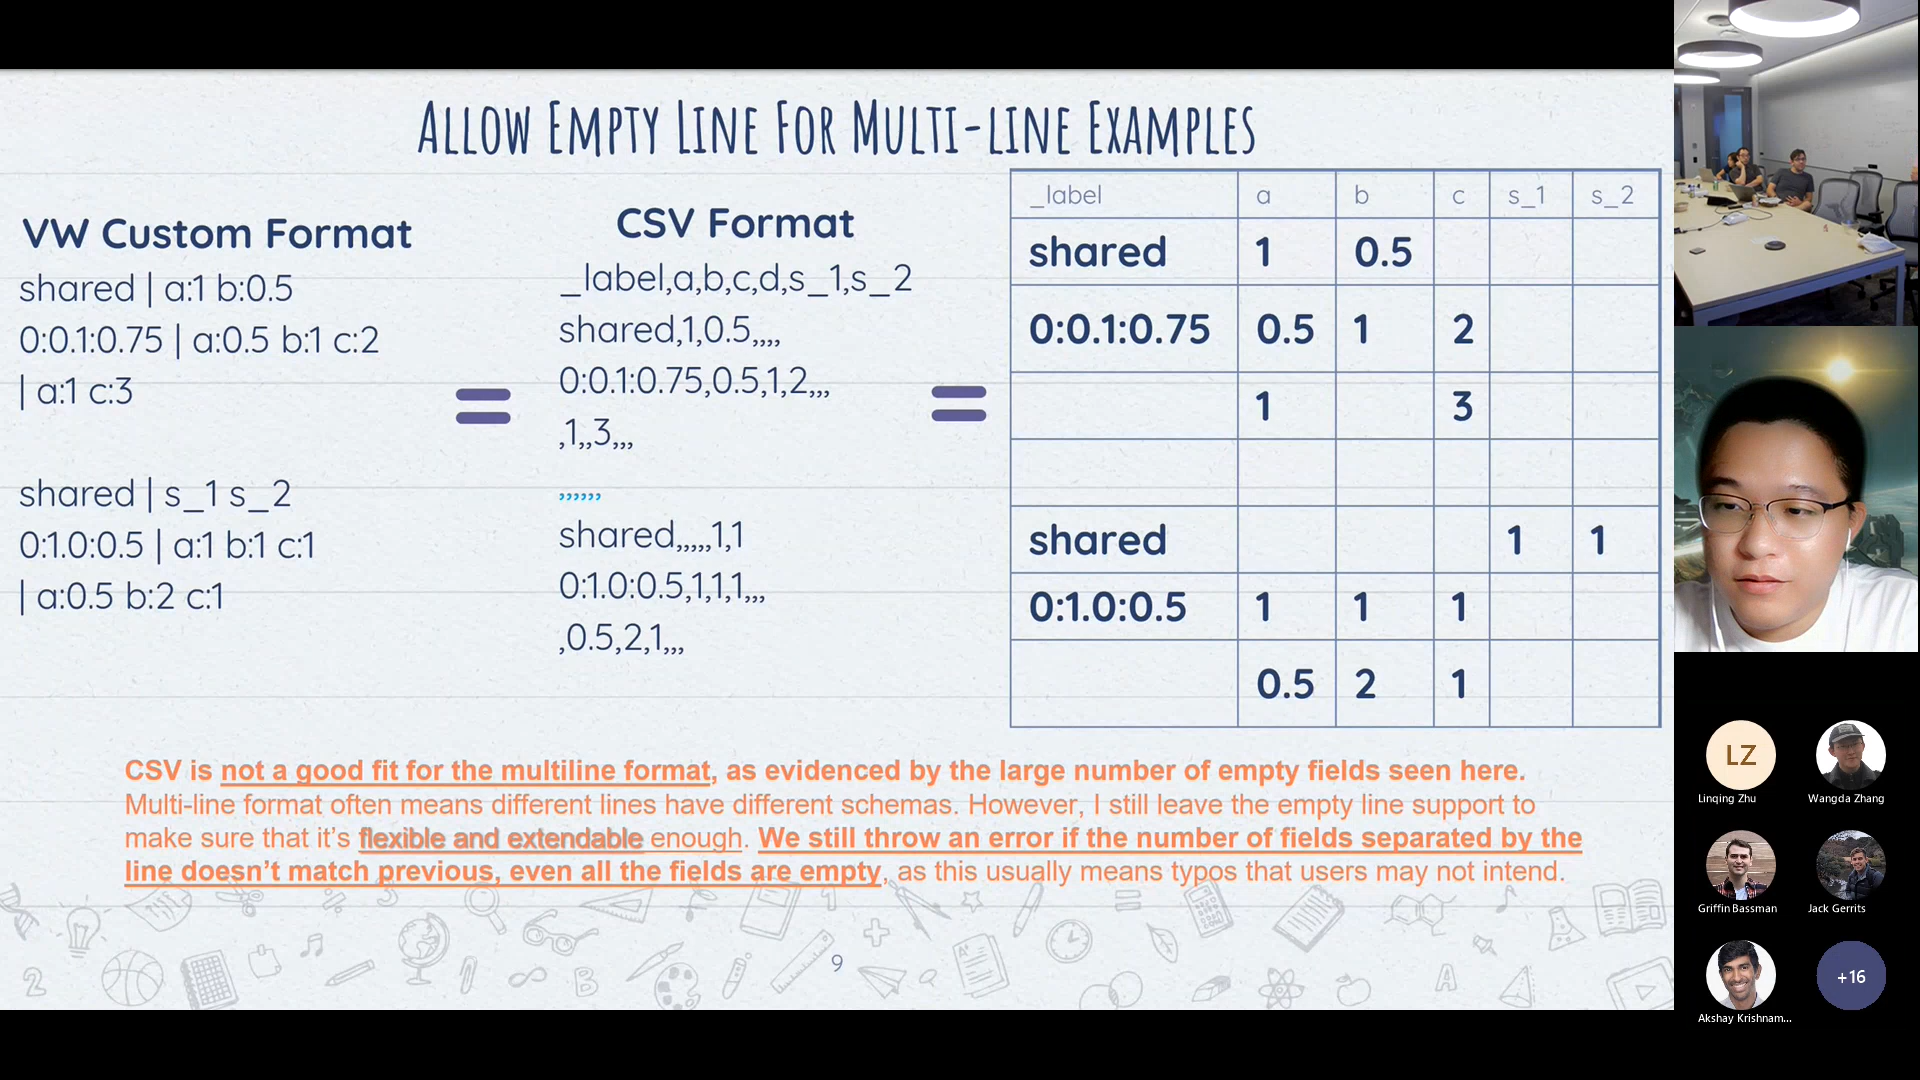 ALLOW EMPTY LINE FOR MULTI-LINE EXAMPLES
VW Custom Format
shared | a:1 b:0.5
0:0.1:0.75 | a:0.5 b:1 c:2
| a:1 c:3
shared | s_1 s_2
0:1.0:0.5 | a:1 b:1 c:1
| a:0.5 b:2 c:1
=
CSV Format
_label,a,b,c,d,s_1,s_2
shared,1,0.5,,,,
0:0.1:0.75,0.5,1,2,,,
,1,,3,,,
,,,,,,
shared,,,,,1,1
0:1.0:0.5,1,1,1,,,
,0.5,2,1,,,
=
_label a b c s_1 s_2
shared 1 0.5
0:0.1:0.75 0.5 1 2
1 3
shared 1 1
0:1.0:0.5 1 1 1
0.5 2 1
CSV is not a good fit for the multiline format, as evidenced by the large number of empty fields seen here.
Multi-line format often means different lines have different schemas. However, I still leave the empty line support to
make sure that it's flexible and extendable enough. We still throw an error if the number of fields separated by the
line doesn't match previous, even all the fields are empty, as this usually means typos that users may not intend.
9
LZ
Linqing Zhu
Wangda Zhang
Griffin Bassman
Jack Gerrits
Akshay Krishnam...
+16